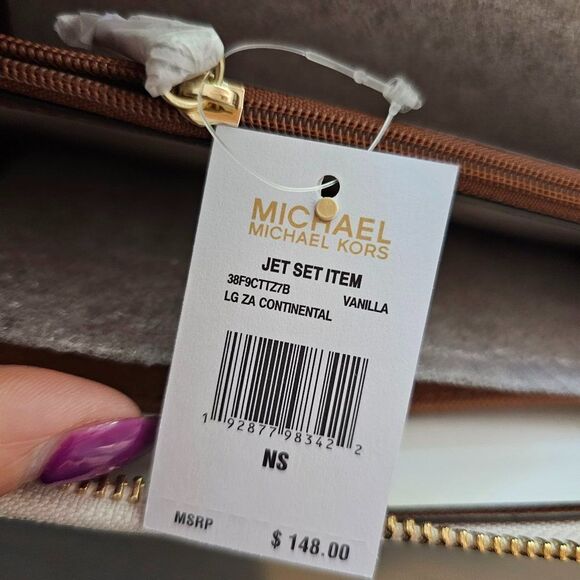 MICHAEL
MICHAEL KORS
JET SET ITEM
38F9CTTZ7B VANILLA
LG ZA CONTINENTAL
1 92877 98342 2
NS
MSRP $ 148.00